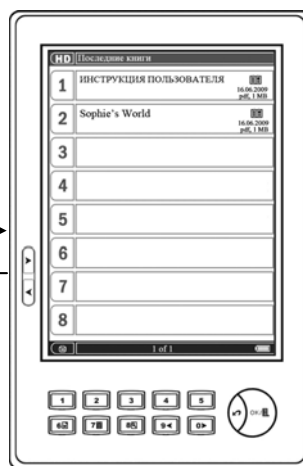 HD Последние книги
1 ИНСТРУКЦИЯ ПОЛЬЗОВАТЕЛЯ
16.06.2009
pdf, 1 MB
2 Sophie's World
16.06.2009
pdf, 1 MB
3
4
5
6
7
8
1 of 1
1 2 3 4 5
6 7 8 9 0
OK/